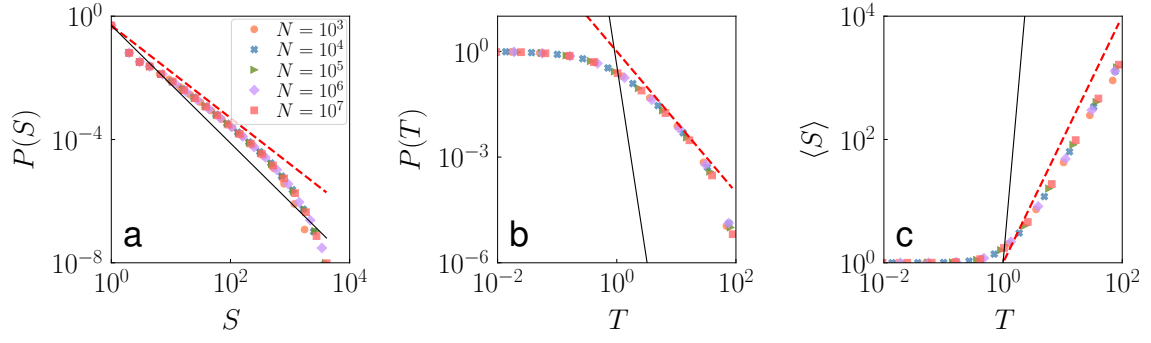 P(S)
10^0
10^-4
10^-8
N = 10^3
N = 10^4
N = 10^5
N = 10^6
N = 10^7
a
10^0 10^2 10^4
S
P(T)
10^0
10^-3
10^-6
b
10^-2 10^0 10^2
T
⟨S⟩
10^4
10^2
10^0
c
10^-2 10^0 10^2
T